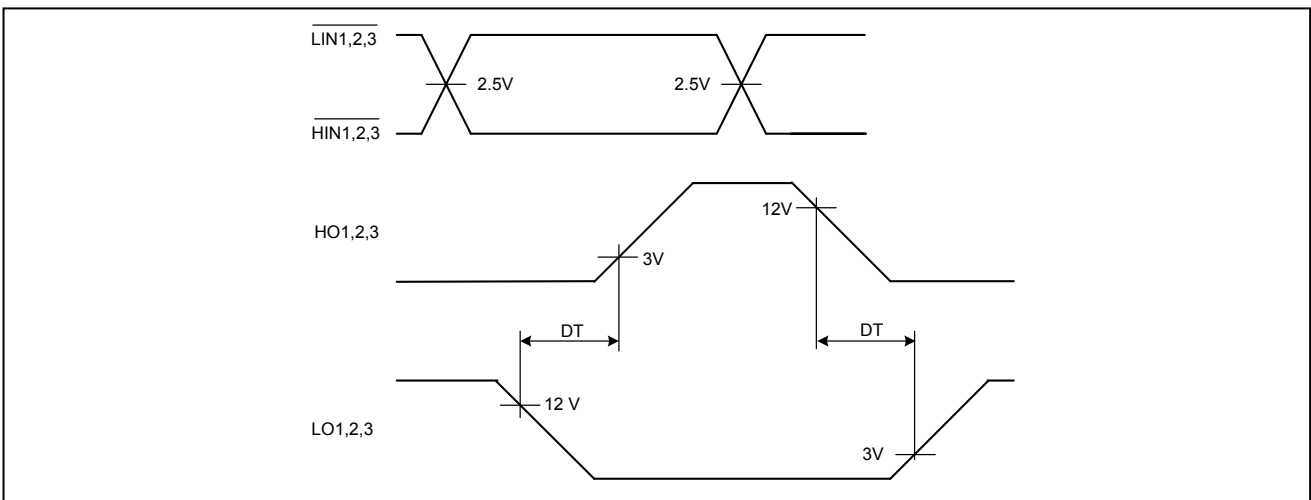 LIN1,2,3
2.5V 2.5V
HIN1,2,3
12V
HO1,2,3
3V
DT DT
12 V
LO1,2,3
3V